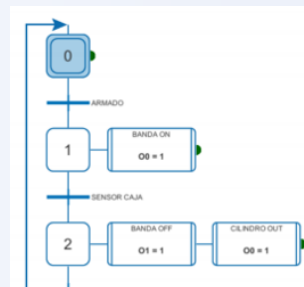 0
ARMADO
1
BANDA ON
O0 = 1
SENSOR CAJA
2
BANDA OFF
O1 = 1
CILINDRO OUT
O0 = 1